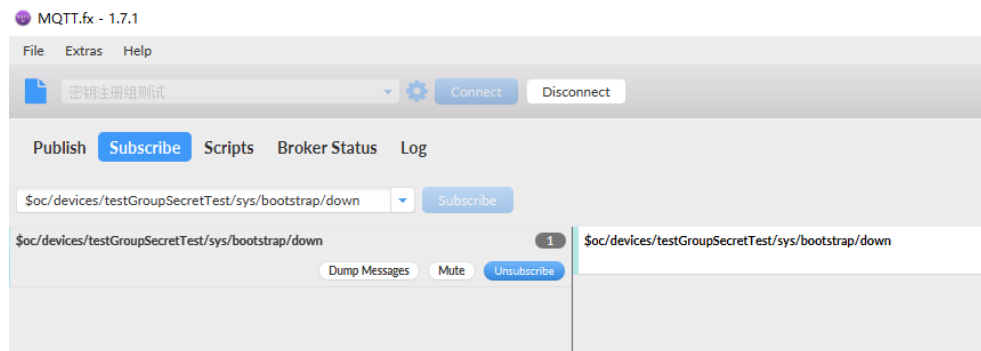 MQTT.fx - 1.7.1
File Extras Help
密钥注册组测试 Connect Disconnect
Publish Subscribe Scripts Broker Status Log
$oc/devices/testGroupSecretTest/sys/bootstrap/down Subscribe
$oc/devices/testGroupSecretTest/sys/bootstrap/down 1 $oc/devices/testGroupSecretTest/sys/bootstrap/down
Dump Messages Mute Unsubscribe